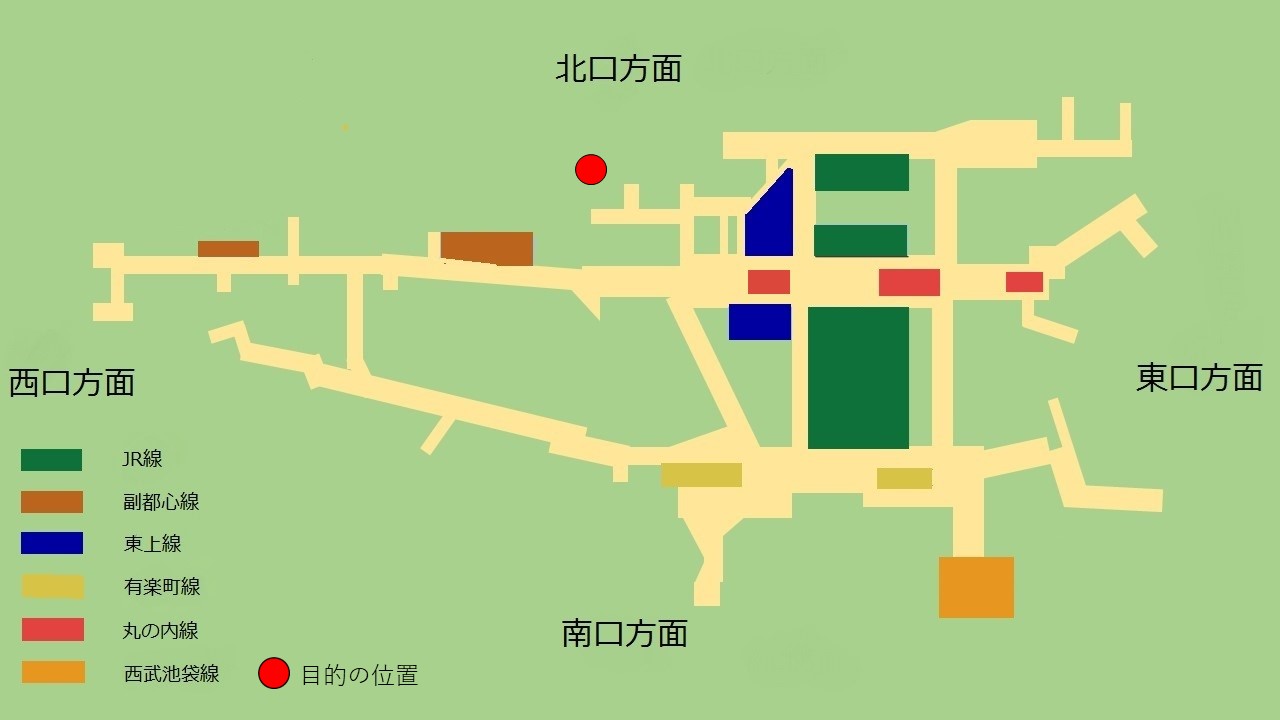 北口方面
西口方面
東口方面
JR線
副都心線
東上線
有楽町線
丸の内線
西武池袋線
南口方面
目的の位置